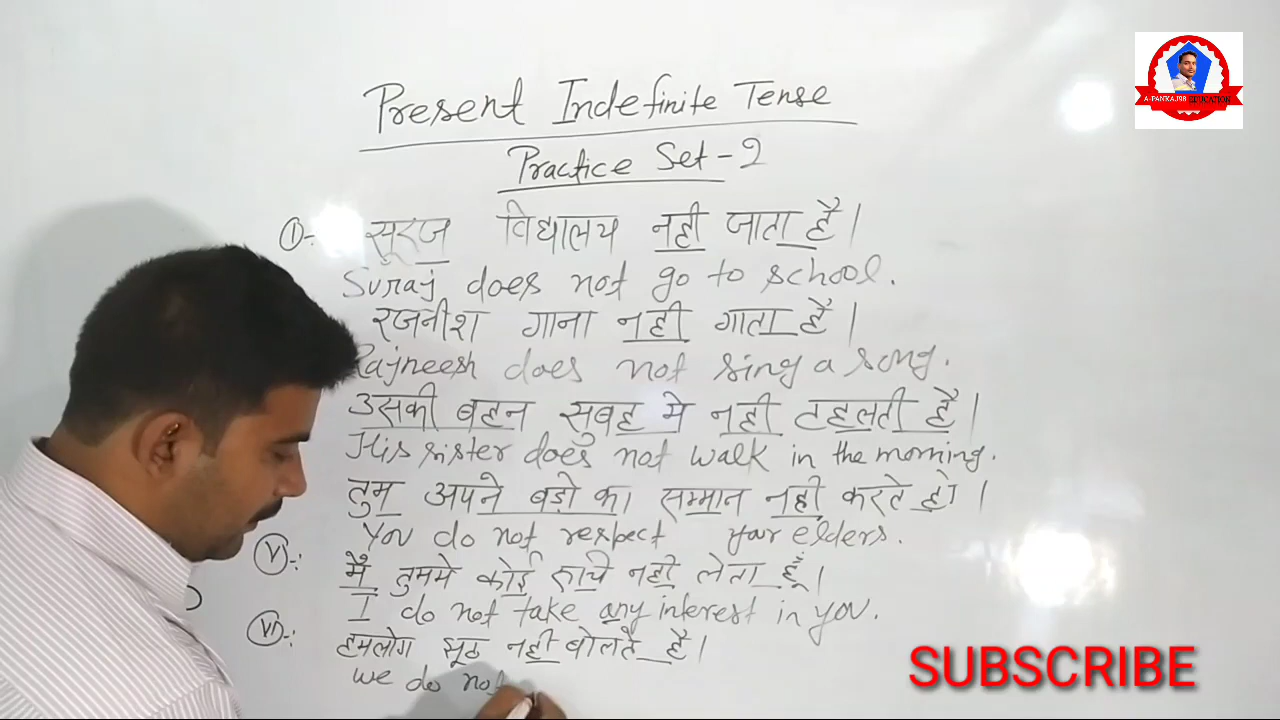 A-PANKAJ98 EDUCATION
Present Indefinite Tense
Practice Set - 2
I-: सूरज विद्यालय नही जाता है।
Suraj does not go to school.
रजनीश गाना नही गाता है।
Rajneesh does not sing a song.
उसकी बहन सुबह मे नही टहलती है।
His sister does not walk in the morning.
तुम अपने बड़ो का सम्मान नही करते हो।
You do not respect your elders.
V-: मैं तुममे कोई रूचि नही लेता हूँ।
I do not take any interest in you.
VI-: हमलोग झूठ नही बोलते है।
we do not
SUBSCRIBE